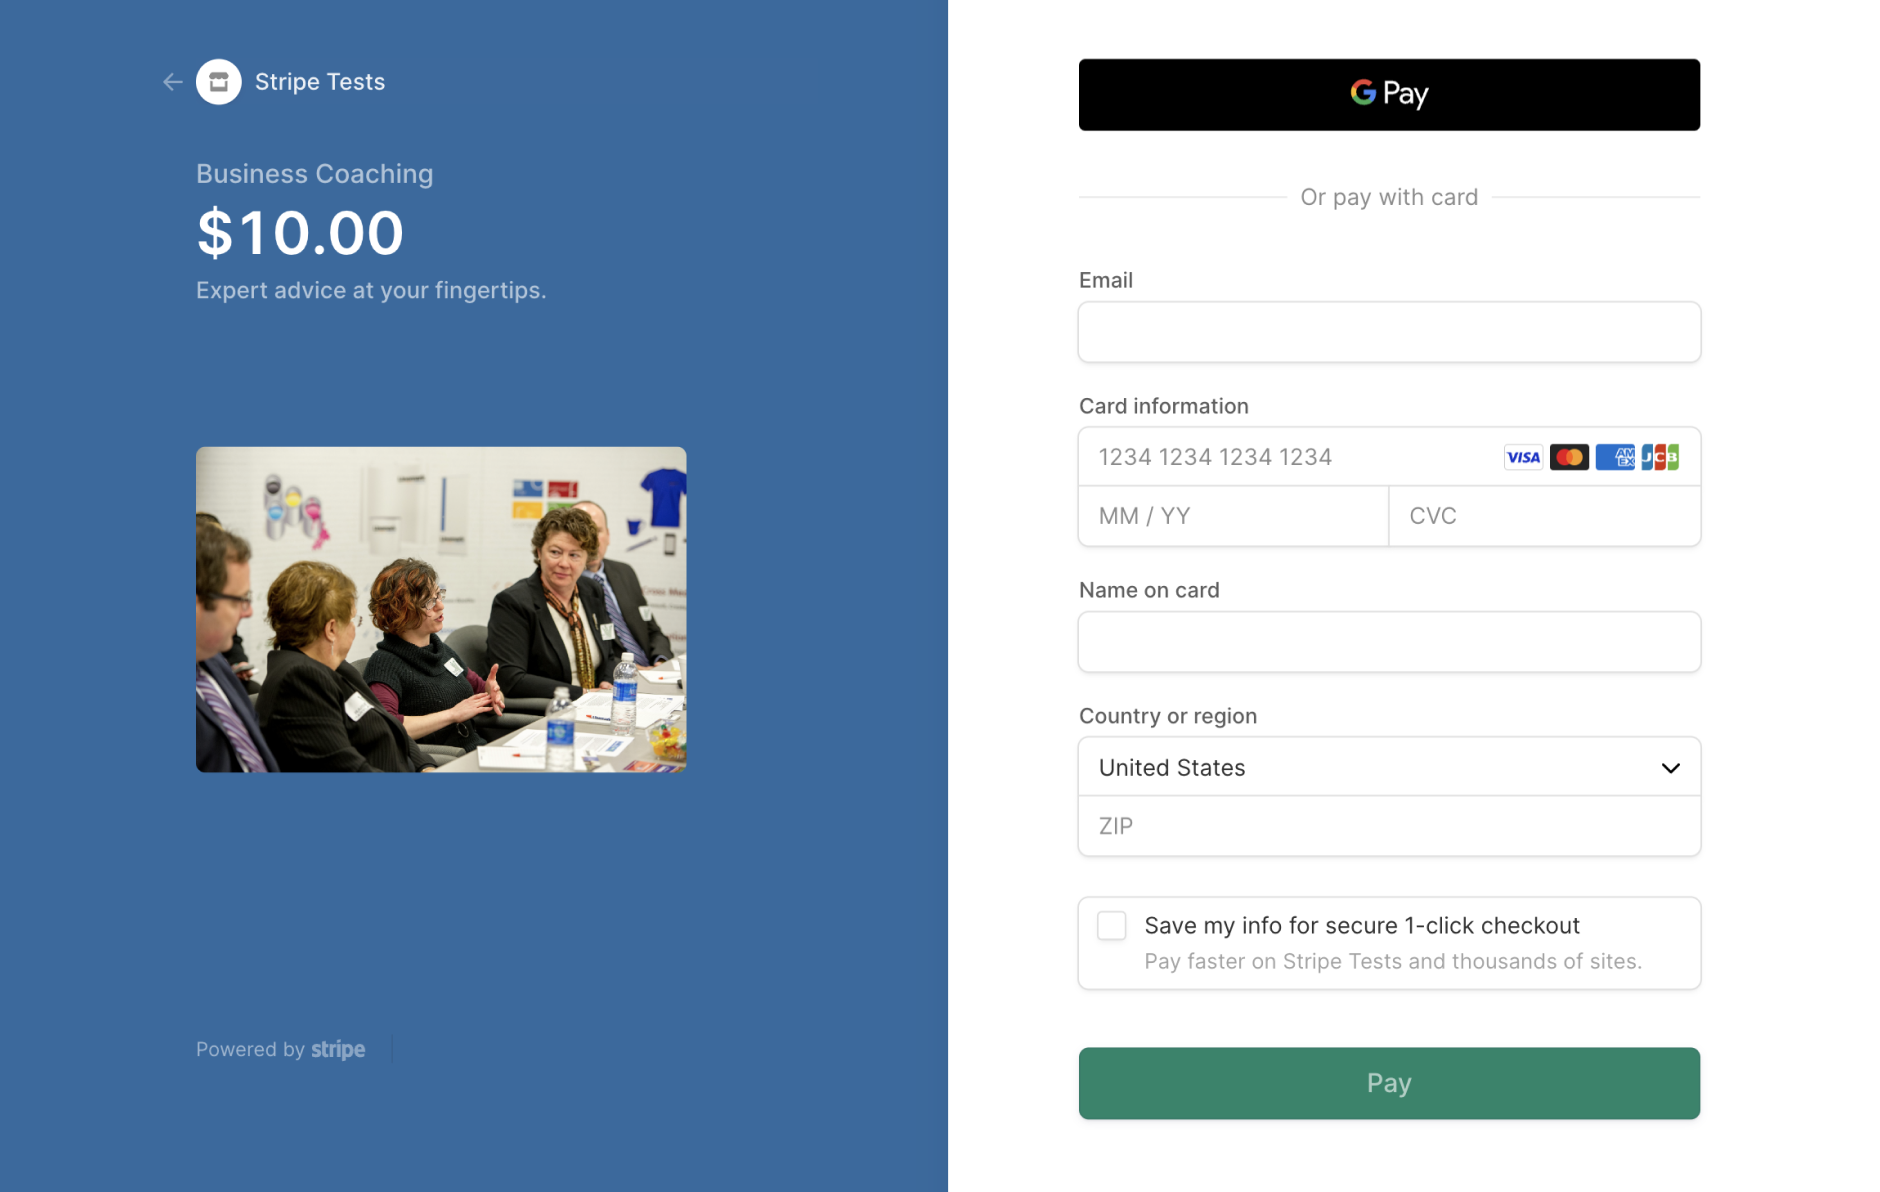 Stripe Tests
Business Coaching
$10.00
Expert advice at your fingertips.
Powered by stripe
G Pay
Or pay with card
Email
Card information
1234 1234 1234 1234
VISA
AMEX
JCB
MM / YY
CVC
Name on card
Country or region
United States
ZIP
Save my info for secure 1-click checkout
Pay faster on Stripe Tests and thousands of sites.
Pay